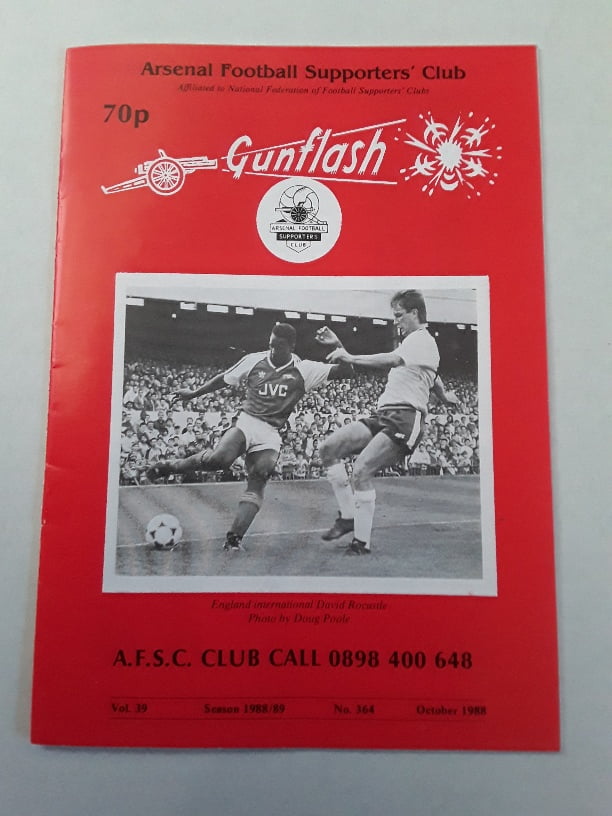 Arsenal Football Supporters' Club
Affiliated to National Federation of Football Supporters' Clubs
70p
Gunflash
ARSENAL FOOTBALL
SUPPORTERS
CLUB
JVC
England international David Rocastle
Photo by Doug Poole
A.F.S.C. CLUB CALL 0898 400 648
Vol. 39 Season 1988/89 No. 364 October 1988